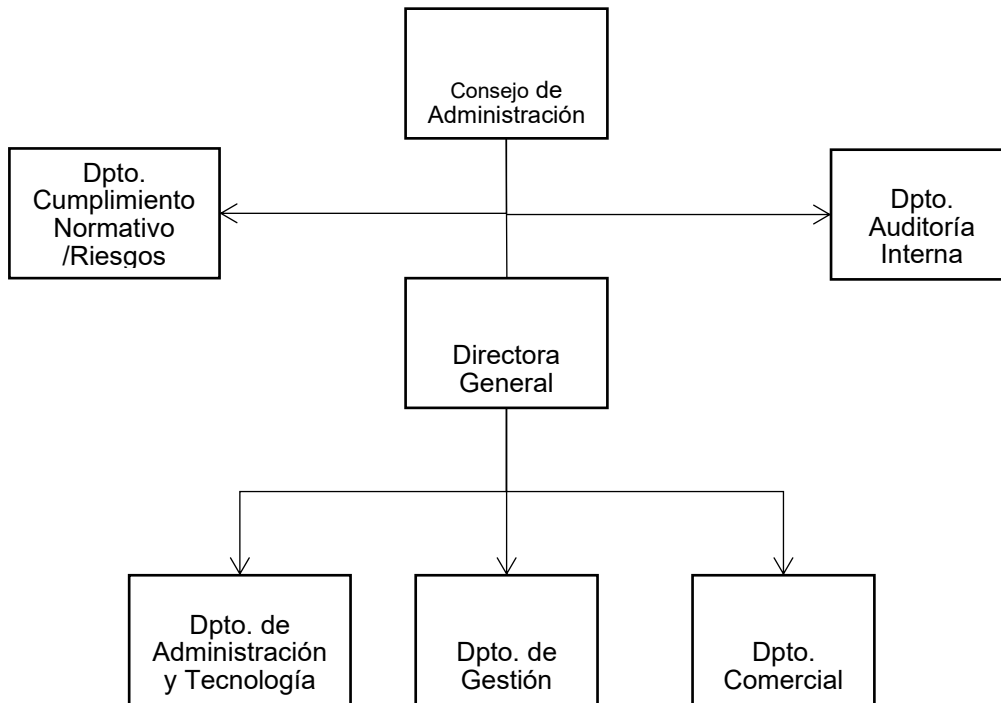 Consejo de
Administración
Dpto.
Cumplimiento
Normativo
/Riesgos
Dpto.
Auditoría
Interna
Directora
General
Dpto. de
Administración
y Tecnología
Dpto. de
Gestión
Dpto.
Comercial